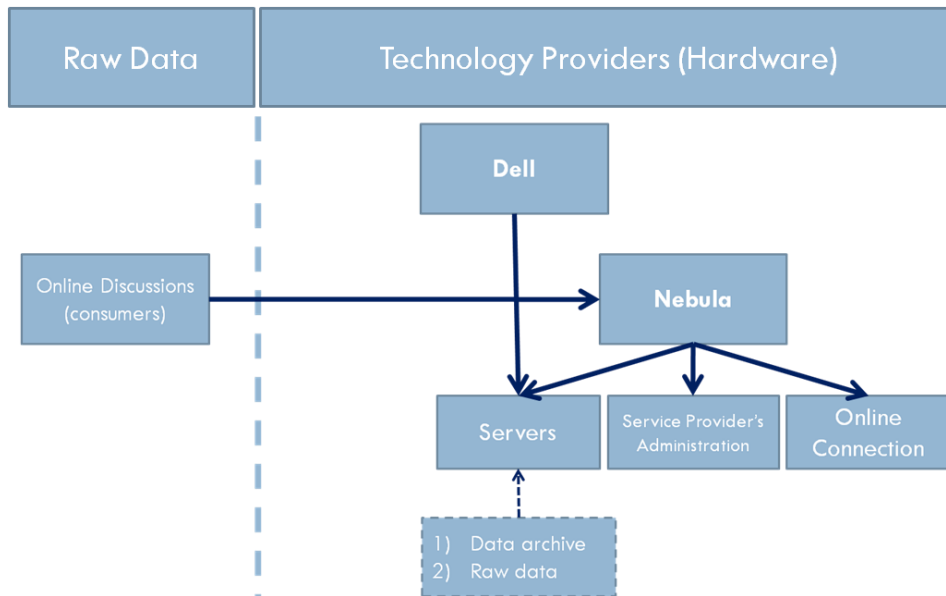 Raw Data
Technology Providers (Hardware)
Dell
Online Discussions
(consumers)
Nebula
Servers
Service Provider's
Administration
Online
Connection
1) Data archive
2) Raw data